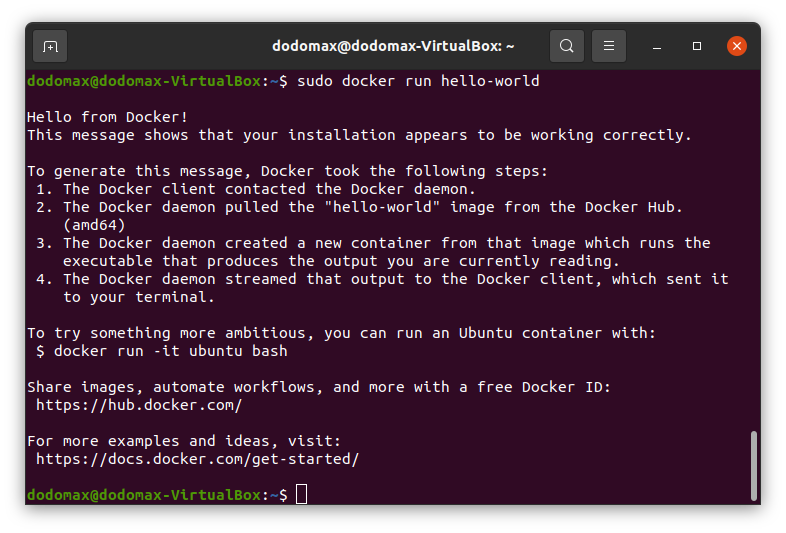 dodomax@dodomax-VirtualBox: ~
dodomax@dodomax-VirtualBox:~$ sudo docker run hello-world
Hello from Docker!
This message shows that your installation appears to be working correctly.
To generate this message, Docker took the following steps:
1. The Docker client contacted the Docker daemon.
2. The Docker daemon pulled the "hello-world" image from the Docker Hub.
(amd64)
3. The Docker daemon created a new container from that image which runs the
executable that produces the output you are currently reading.
4. The Docker daemon streamed that output to the Docker client, which sent it
to your terminal.
To try something more ambitious, you can run an Ubuntu container with:
$ docker run -it ubuntu bash
Share images, automate workflows, and more with a free Docker ID:
https://hub.docker.com/
For more examples and ideas, visit:
https://docs.docker.com/get-started/
dodomax@dodomax-VirtualBox:~$